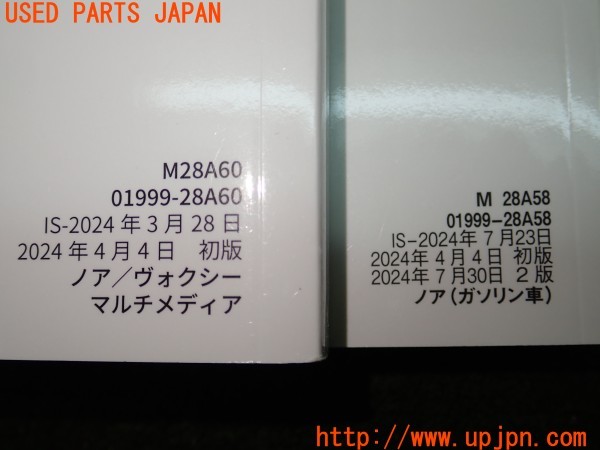 USED PARTS JAPAN
M28A60
01999-28A60
IS-2024年3月28日
2024年4月4日 初版
ノア／ヴォクシー
マルチメディア
M 28A58
01999-28A58
IS-2024年7月23日
2024年4月4日 初版
2024年7月30日 2版
ノア(ガソリン車)
http://www.upjpn.com/